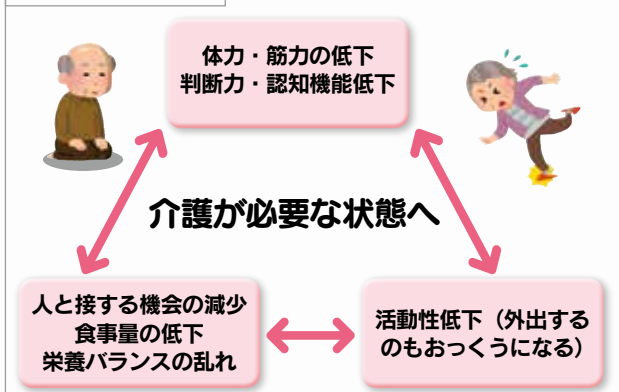 体力・筋力の低下
判断力・認知機能低下
介護が必要な状態へ
人と接する機会の減少
食事量の低下
栄養バランスの乱れ
活動性低下（外出する
のもおっくうになる）